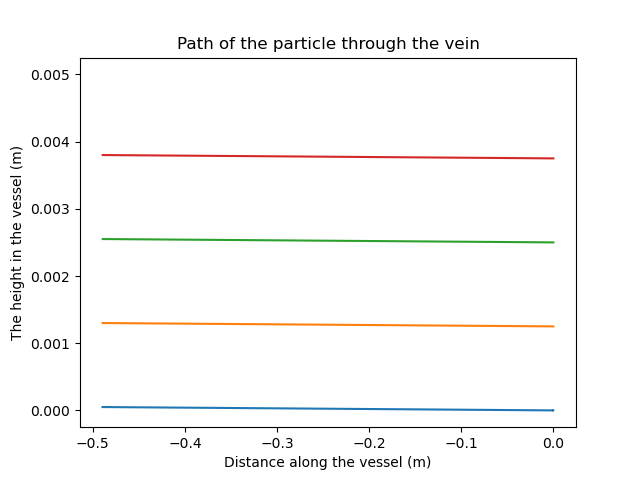 Path of the particle through the vein
The height in the vessel (m)
0.005
0.004
0.003
0.002
0.001
0.000
−0.5 −0.4 −0.3 −0.2 −0.1 0.0
Distance along the vessel (m)